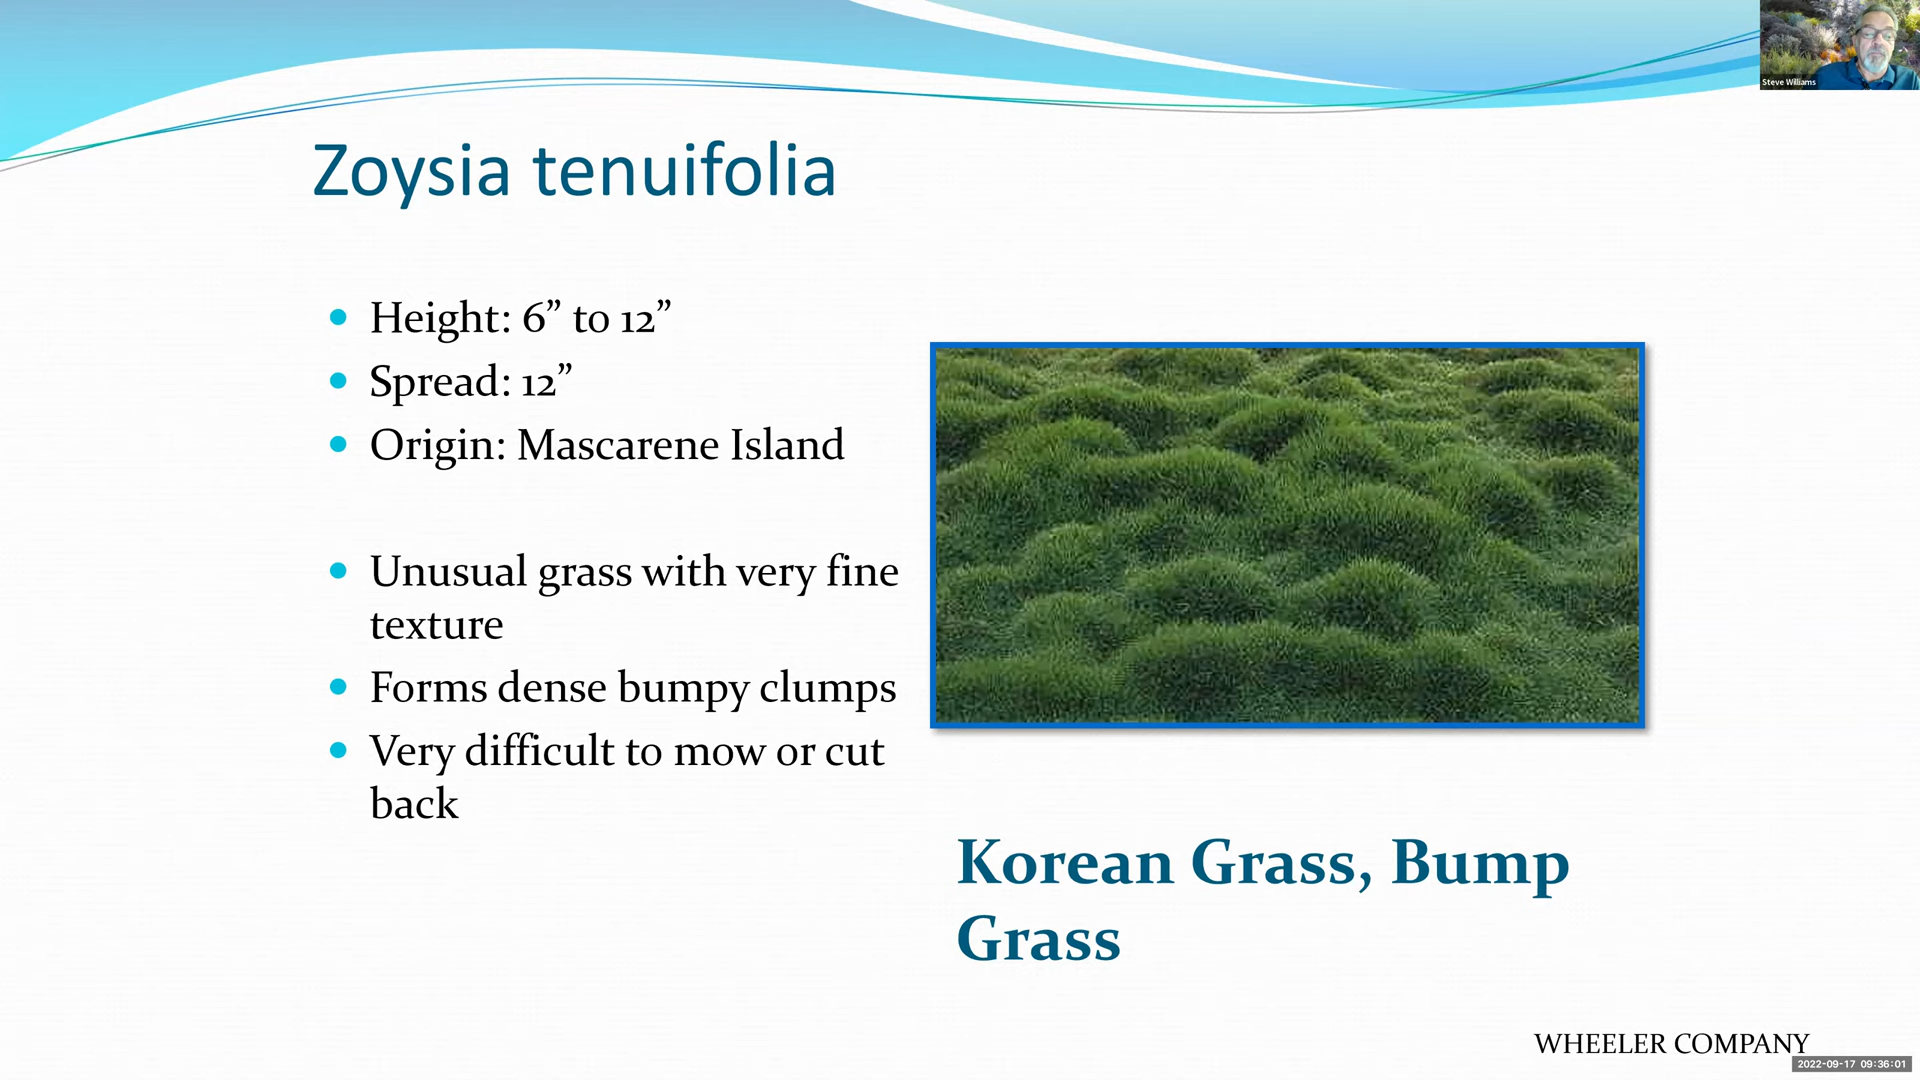 Steve Williams
Zoysia tenuifolia
Height: 6” to 12”
Spread: 12”
Origin: Mascarene Island
Unusual grass with very fine
texture
Forms dense bumpy clumps
Very difficult to mow or cut
back
Korean Grass, Bump
Grass
WHEELER COMPANY
2022-09-17 09:36:01